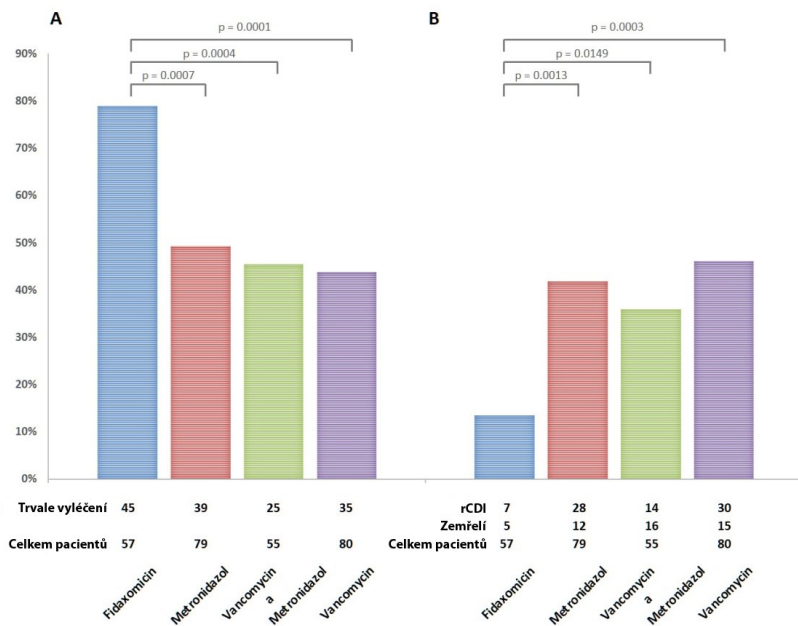 A
B
p = 0.0001
p = 0.0003
p = 0.0004
p = 0.0149
p = 0.0007
p = 0.0013
90%
80%
70%
60%
50%
40%
30%
20%
10%
0%
Trvale vyléčení 45 39 25 35
rCDI 7 28 14 30
Zemřelí 5 12 16 15
Celkem pacientů 57 79 55 80
Celkem pacientů 57 79 55 80
Fidaxomicin
Metronidazol
Vancomycin
a
Metronidazol
Vancomycin
Fidaxomicin
Metronidazol
Vancomycin
a
Metronidazol
Vancomycin